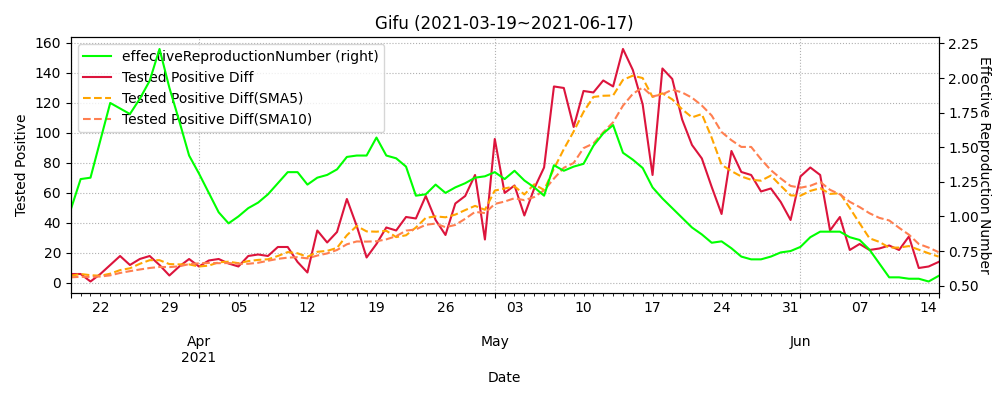 Gifu (2021-03-19~2021-06-17)
effectiveReproductionNumber (right)
Tested Positive Diff
Tested Positive Diff(SMA5)
Tested Positive Diff(SMA10)
Tested Positive
160
140
120
100
80
60
40
20
0
2.25
2.00
1.75
1.50
1.25
1.00
0.75
0.50
Effective Reproduction Number
22 29 05 12 19 26 03 10 17 24 31 07 14
Apr May Jun
2021
Date